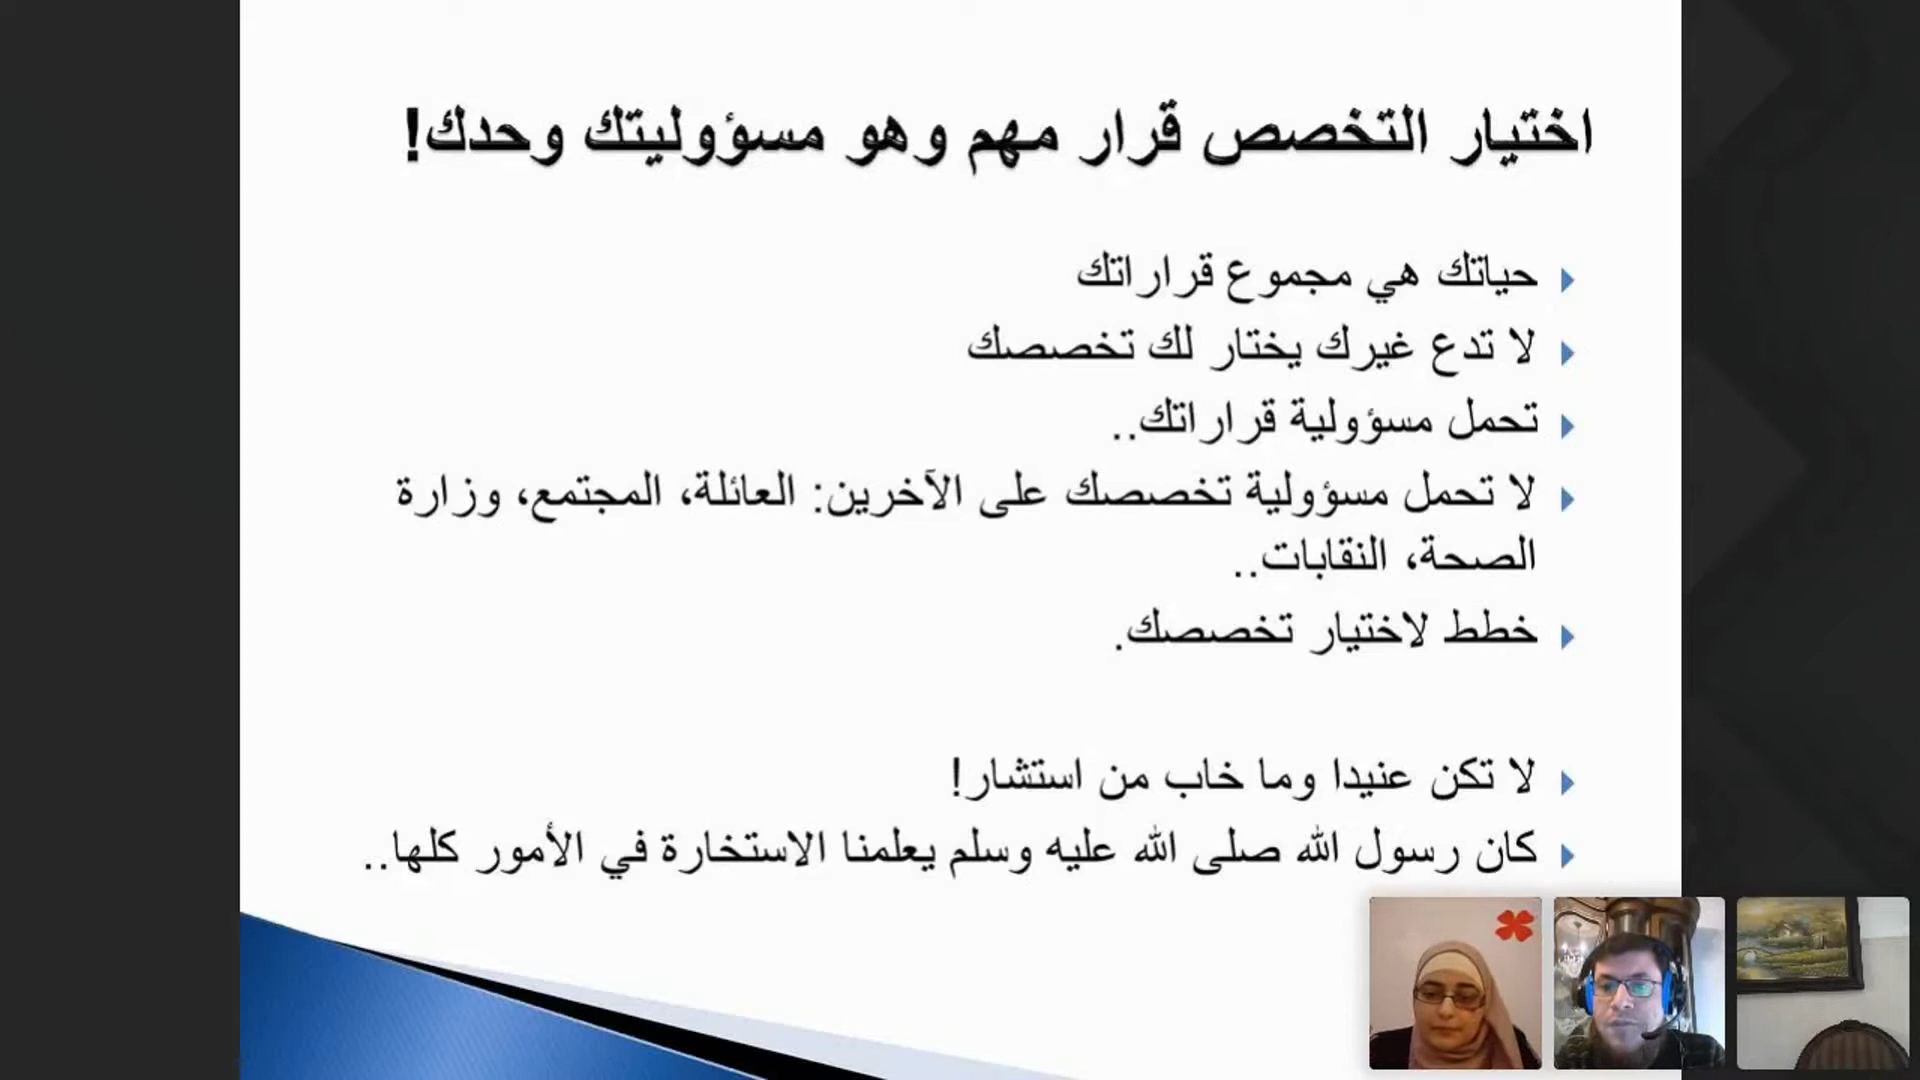 اختيار التخصص قرار مهم وهو مسؤوليتك وحدك!
حياتك هي مجموع قراراتك
لا تدع غيرك يختار لك تخصصك
تحمل مسؤولية قراراتك..
لا تحمل مسؤولية تخصصك على الآخرين: العائلة، المجتمع، وزارة
الصحة، النقابات..
خطط لاختيار تخصصك.
لا تكن عنيدا وما خاب من استشار!
كان رسول الله صلى الله عليه وسلم يعلمنا الاستخارة في الأمور كلها..